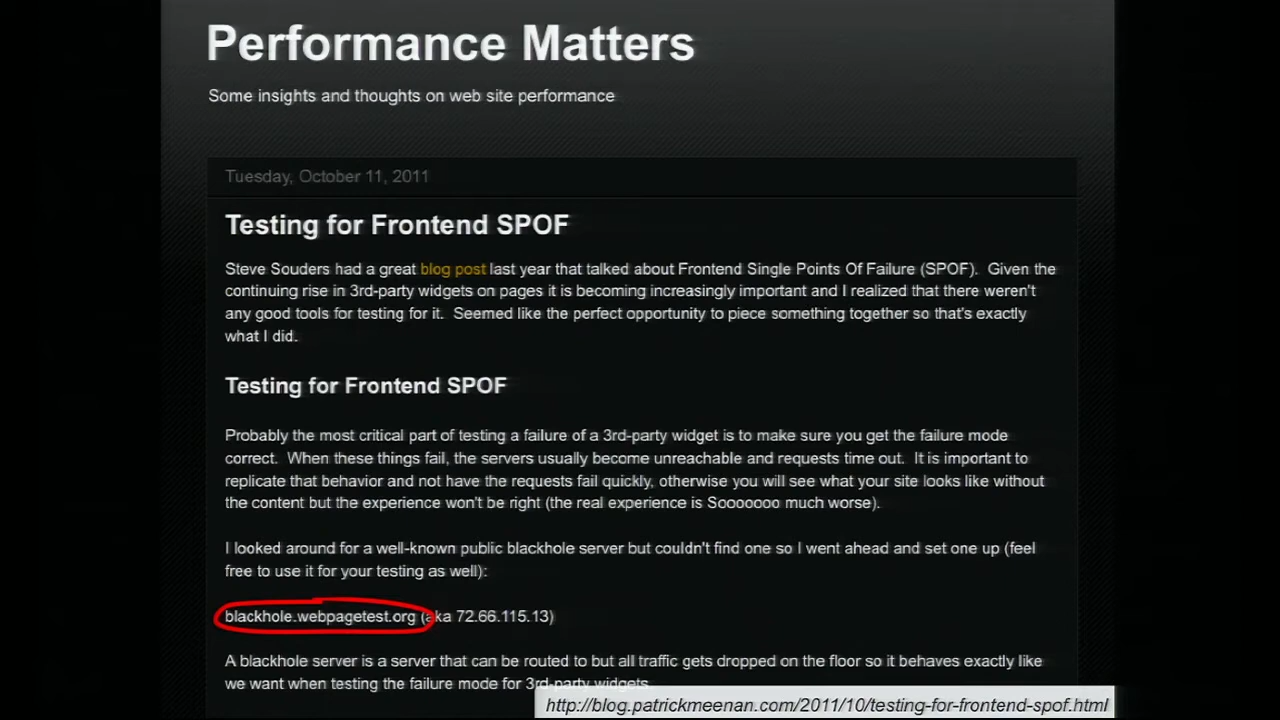 Performance Matters
Some insights and thoughts on web site performance
Tuesday, October 11, 2011
Testing for Frontend SPOF
Steve Souders had a great blog post last year that talked about Frontend Single Points Of Failure (SPOF). Given the
continuing rise in 3rd-party widgets on pages it is becoming increasingly important and I realized that there weren't
any good tools for testing for it. Seemed like the perfect opportunity to piece something together so that's exactly
what I did.
Testing for Frontend SPOF
Probably the most critical part of testing a failure of a 3rd-party widget is to make sure you get the failure mode
correct. When these things fail, the servers usually become unreachable and requests time out. It is important to
replicate that behavior and not have the requests fail quickly, otherwise you will see what your site looks like without
the content but the experience won't be right (the real experience is Sooooooo much worse).
I looked around for a well-known public blackhole server but couldn't find one so I went ahead and set one up (feel
free to use it for your testing as well):
blackhole.webpagetest.org (aka 72.66.115.13)
A blackhole server is a server that can be routed to but all traffic gets dropped on the floor so it behaves exactly like
we want when testing the failure mode for 3rd-party widgets.
http://blog.patrickmeenan.com/2011/10/testing-for-frontend-spof.html